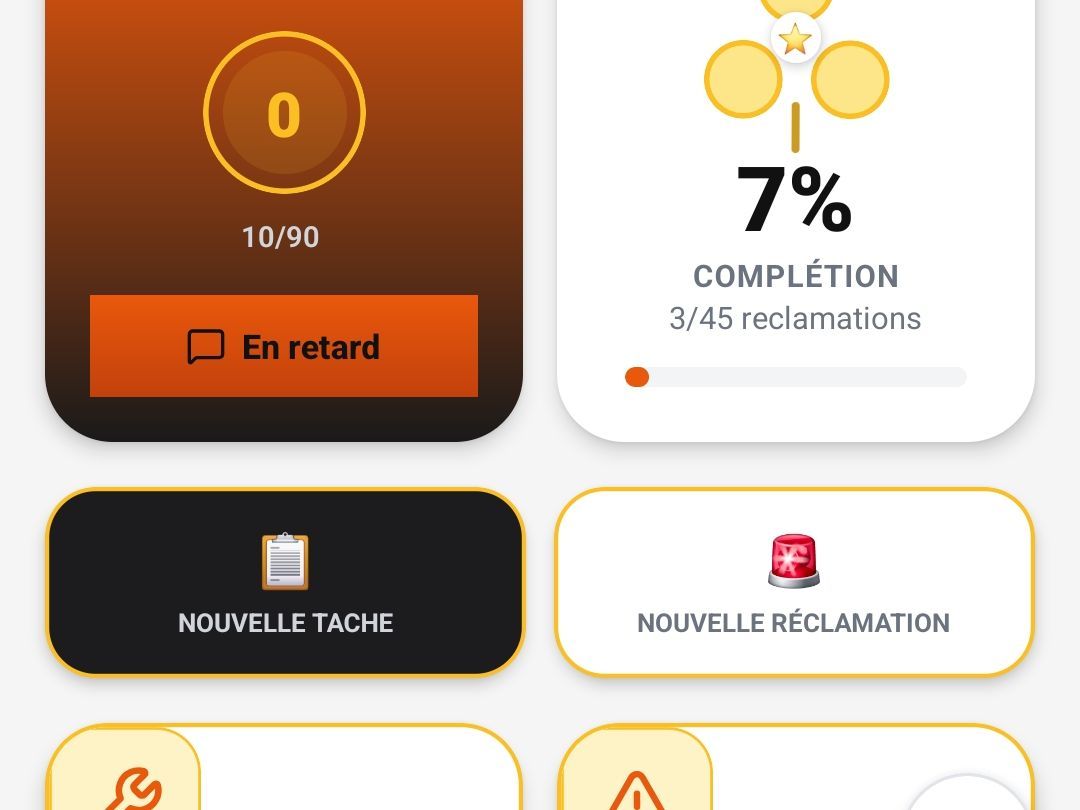 0
10/90
En retard
7%
COMPLÉTION
3/45 reclamations
NOUVELLE TACHE
NOUVELLE RÉCLAMATION